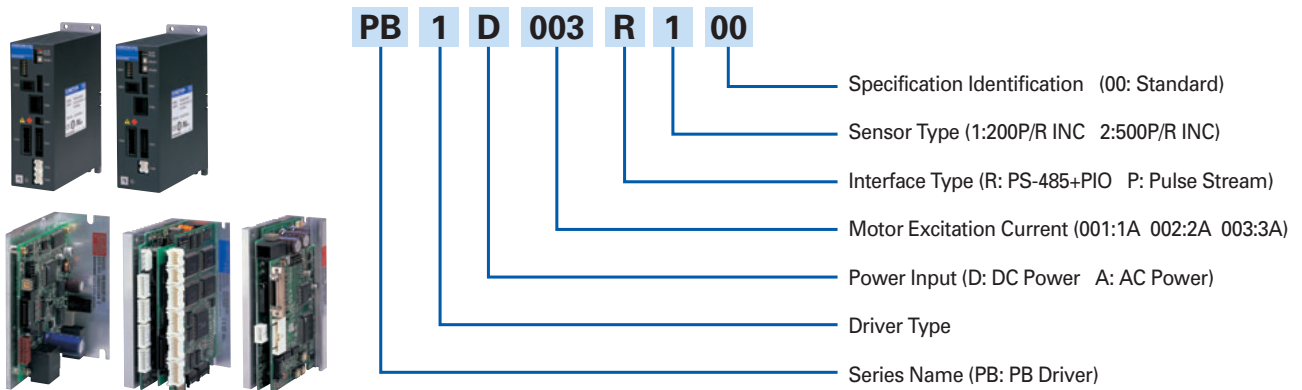 PB 1 D 003 R 1 00
Specification Identification (00: Standard)
Sensor Type (1:200P/R INC 2:500P/R INC)
Interface Type (R: PS-485+PIO P: Pulse Stream)
Motor Excitation Current (001:1A 002:2A 003:3A)
Power Input (D: DC Power A: AC Power)
Driver Type
Series Name (PB: PB Driver)